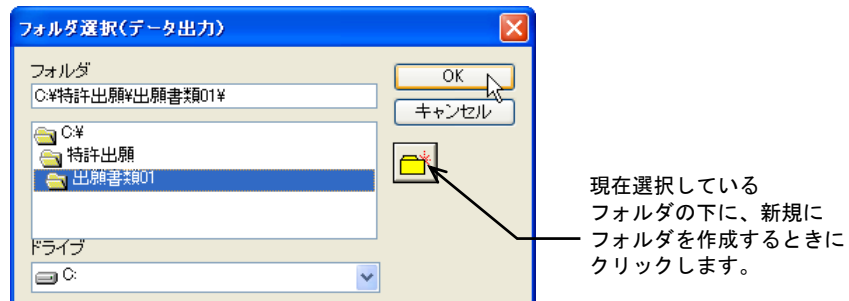 フォルダ選択(データ出力)
フォルダ
C:¥特許出願¥出願書類01¥
OK
キャンセル
C:¥
特許出願
出願書類01
ドライブ
C:
現在選択している
フォルダの下に、新規に
フォルダを作成するときに
クリックします。